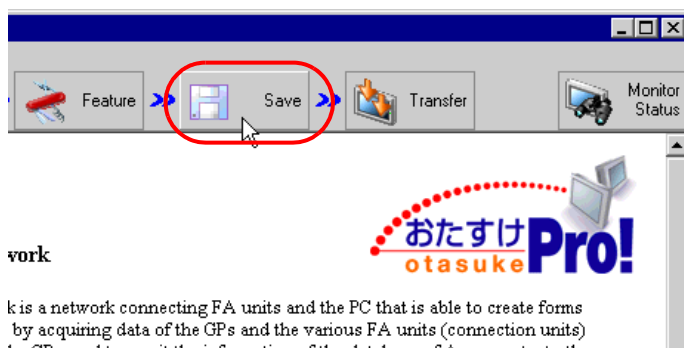 Feature
Save
Transfer
Monitor
Status
おたすけPro!
otasuke
work
k is a network connecting FA units and the PC that is able to create forms
by acquiring data of the GPs and the various FA units (connection units)